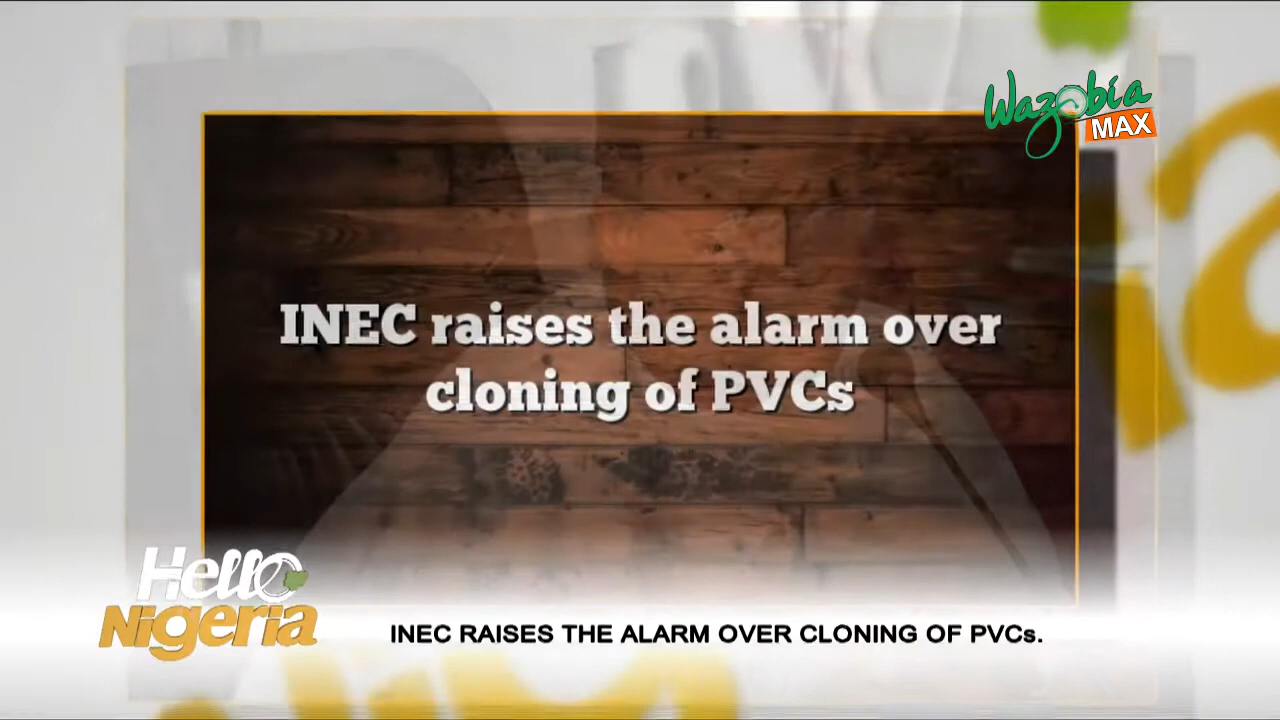 Wazobia
MAX
INEC raises the alarm over
cloning of PVCs
Hello
Nigeria
INEC RAISES THE ALARM OVER CLONING OF PVCs.